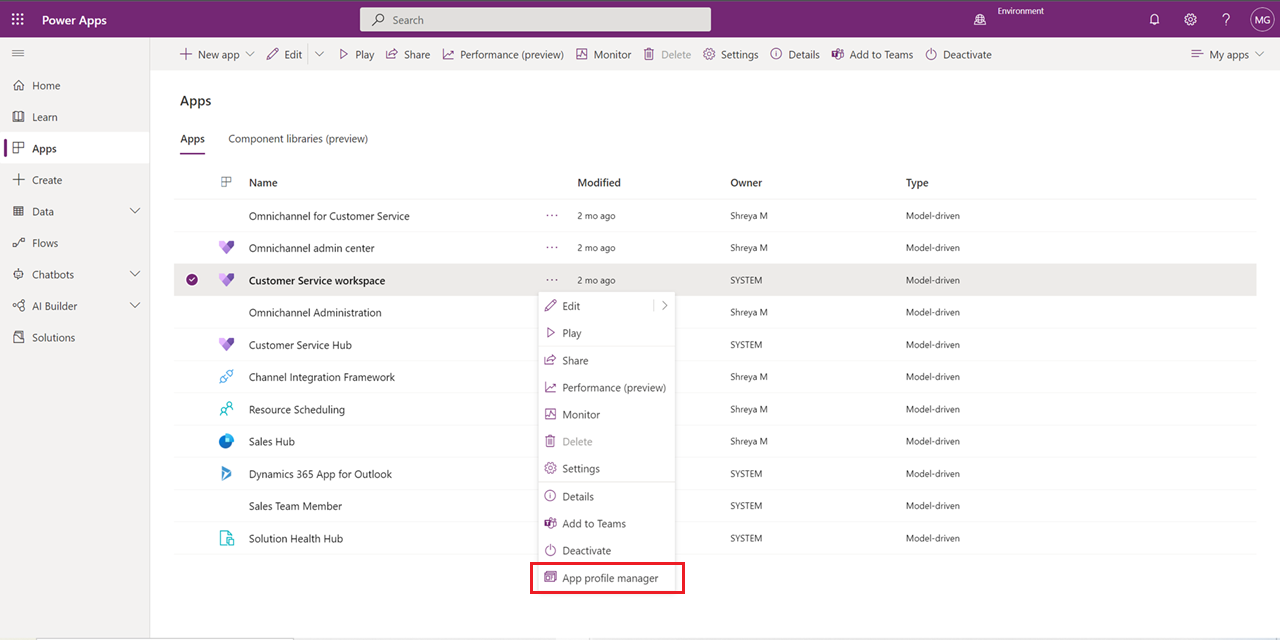 Power Apps
Search
Environment
?
MG
New app
Edit
Play
Share
Performance (preview)
Monitor
Delete
Settings
Details
Add to Teams
Deactivate
My apps
Home
Learn
Apps
Create
Data
Flows
Chatbots
AI Builder
Solutions
Apps
Apps Component libraries (preview)
Name Modified Owner Type
Omnichannel for Customer Service ··· 2 mo ago Shreya M Model-driven
Omnichannel admin center ··· 2 mo ago Shreya M Model-driven
Customer Service workspace ··· 2 mo ago SYSTEM Model-driven
Omnichannel Administration Shreya M Model-driven
Customer Service Hub SYSTEM Model-driven
Channel Integration Framework Shreya M Model-driven
Resource Scheduling Shreya M Model-driven
Sales Hub Shreya M Model-driven
Dynamics 365 App for Outlook SYSTEM Model-driven
Sales Team Member SYSTEM Model-driven
Solution Health Hub SYSTEM Model-driven
Edit
Play
Share
Performance (preview)
Monitor
Delete
Settings
Details
Add to Teams
Deactivate
App profile manager